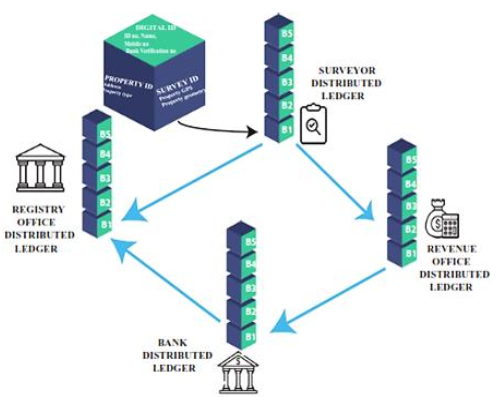 DIGITAL ID
ID no, Name,
Mobile no
Bank Verification no
PROPERTY ID
Address
Property type
SURVEY ID
Property GPS
Property geometry
B5
B4
B3
B2
B1
SURVEYOR
DISTRIBUTED
LEDGER
B5
B4
B3
B2
B1
REGISTRY
OFFICE
DISTRIBUTED
LEDGER
B5
B4
B3
B2
B1
REVENUE
OFFICE
DISTRIBUTED
LEDGER
B5
B4
B3
B2
B1
BANK
DISTRIBUTED
LEDGER
$
$